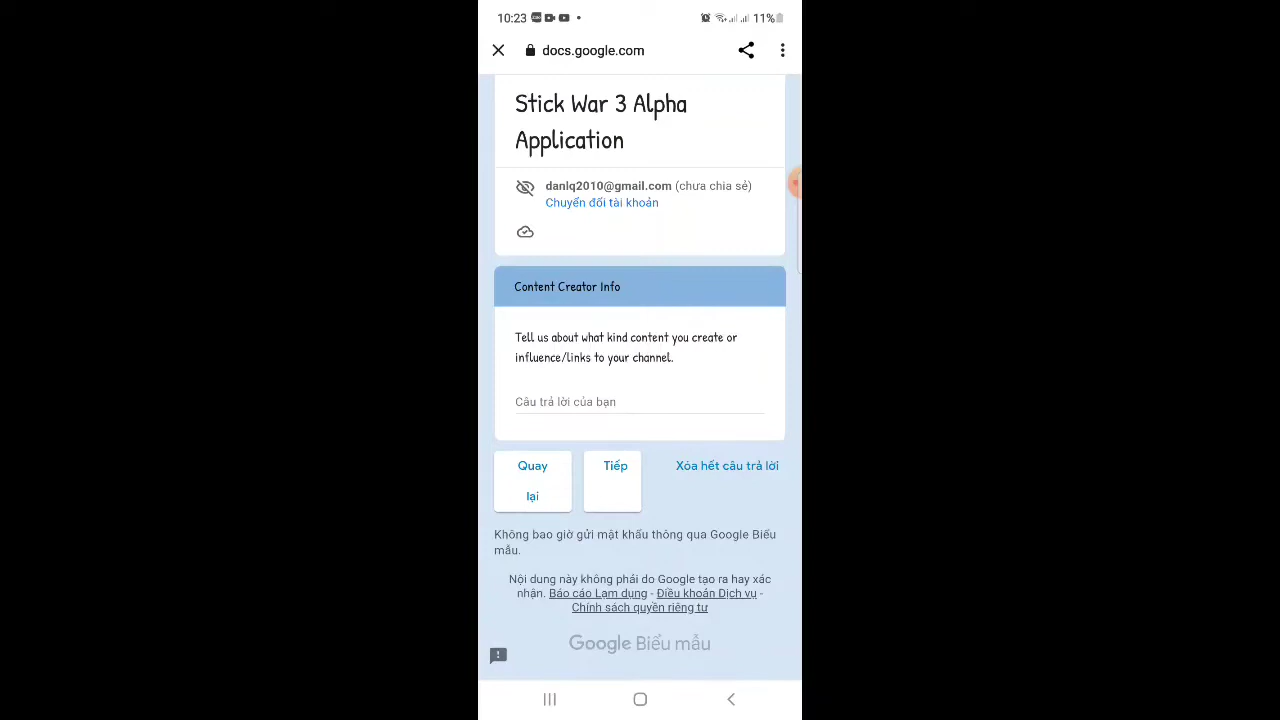 10:23 11%
docs.google.com
Stick War 3 Alpha
Application
danlq2010@gmail.com (chưa chia sẻ)
Chuyển đổi tài khoản
Content Creator Info
Tell us about what kind content you create or
influence/links to your channel.
Câu trả lời của bạn
Quay
lại
Tiếp
Xóa hết câu trả lời
Không bao giờ gửi mật khẩu thông qua Google Biểu
mẫu.
Nội dung này không phải do Google tạo ra hay xác
nhận. Báo cáo Lạm dụng - Điều khoản Dịch vụ -
Chính sách quyền riêng tư
Google Biểu mẫu